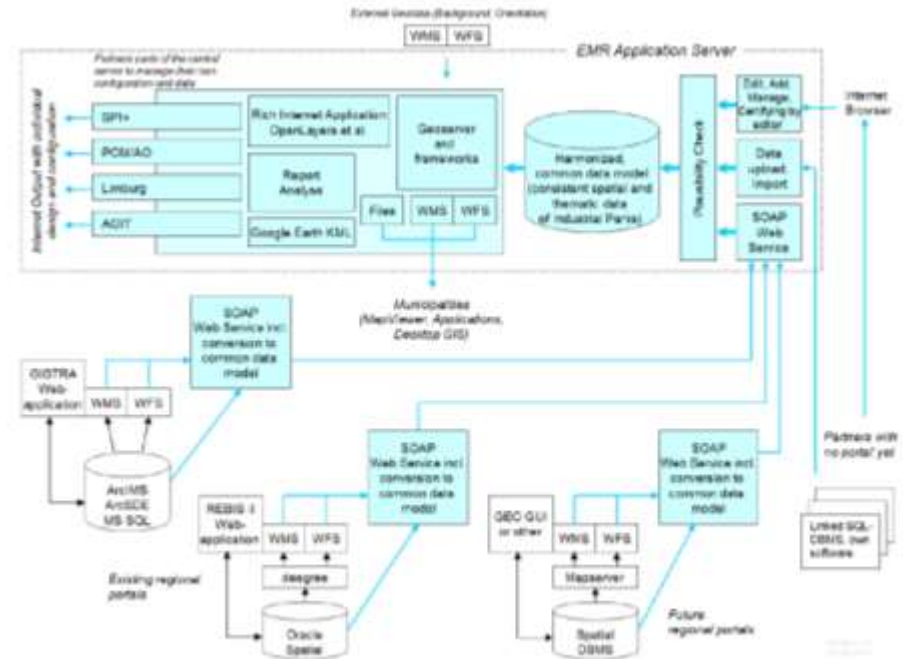 External Geodata (Background, Orientation)
WMS WFS
EMR Application Server
Partners parts of the central
server to manage their own
configuration and data
Internet Output with individual
design and configuration
SPI+
POM/AO
Limburg
AGIT
Rich Internet Application
OpenLayers et al
Report
Analyse
Google Earth KML
Geoserver
and
frameworks
Files
WMS WFS
Harmonized,
common data model
(consistent spatial and
thematic data
of Industrial Parks)
Plausibility Check
Edit, Add,
Manage,
Certifying by
editor
Data
upload,
Import
SOAP
Web
Service
Internet
Browser
Municipalities
(MapViewer, Applications,
Desktop GIS)
SOAP
Web Service incl.
conversion to
common data
model
GISTRA
Web-
application
WMS WFS
ArcIMS
ArcSDE
MS SQL
SOAP
Web Service incl.
conversion to
common data
model
REBIS II
Web-
application
WMS WFS
deegree
Oracle
Spatial
Existing regional
portals
SOAP
Web Service incl.
conversion to
common data
model
GEC GUI
or other
WMS WFS
Mapserver
Spatial
DBMS
Future
regional portals
Partners with
no portal yet
Linked SQL-
DBMS, own
software